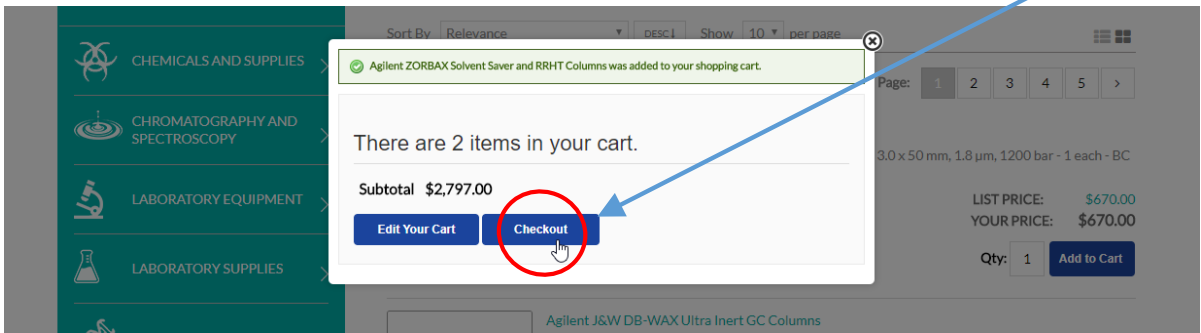 Sort By Relevance DESC↓ Show 10 per page
CHEMICALS AND SUPPLIES
CHROMATOGRAPHY AND
SPECTROSCOPY
LABORATORY EQUIPMENT
LABORATORY SUPPLIES
Agilent ZORBAX Solvent Saver and RRHT Columns was added to your shopping cart.
There are 2 items in your cart.
Subtotal $2,797.00
Edit Your Cart Checkout
Page: 1 2 3 4 5 >
3.0 x 50 mm, 1.8 µm, 1200 bar - 1 each - BC
LIST PRICE: $670.00
YOUR PRICE: $670.00
Qty: 1 Add to Cart
Agilent J&W DB-WAX Ultra Inert GC Columns